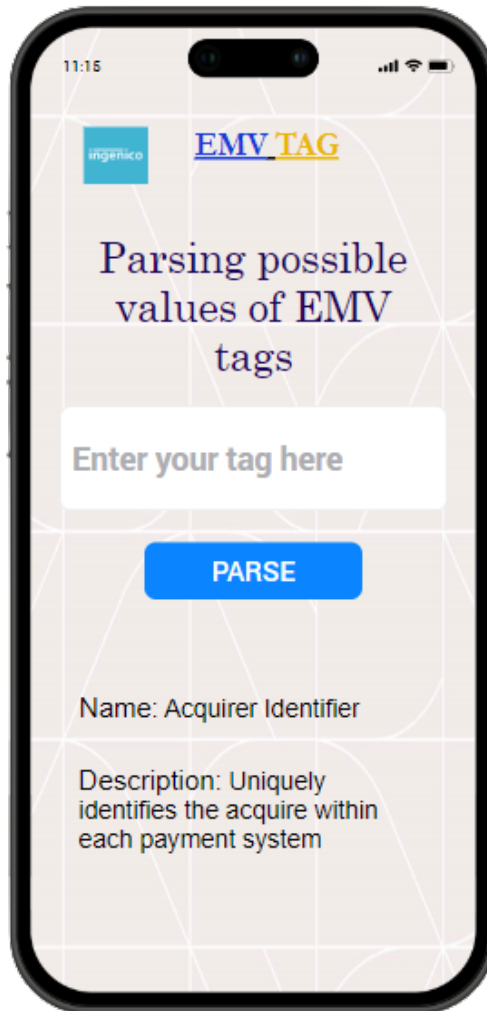 11:15
ingenico
EMV TAG
Parsing possible
values of EMV
tags
Enter your tag here
PARSE
Name: Acquirer Identifier
Description: Uniquely
identifies the acquire within
each payment system